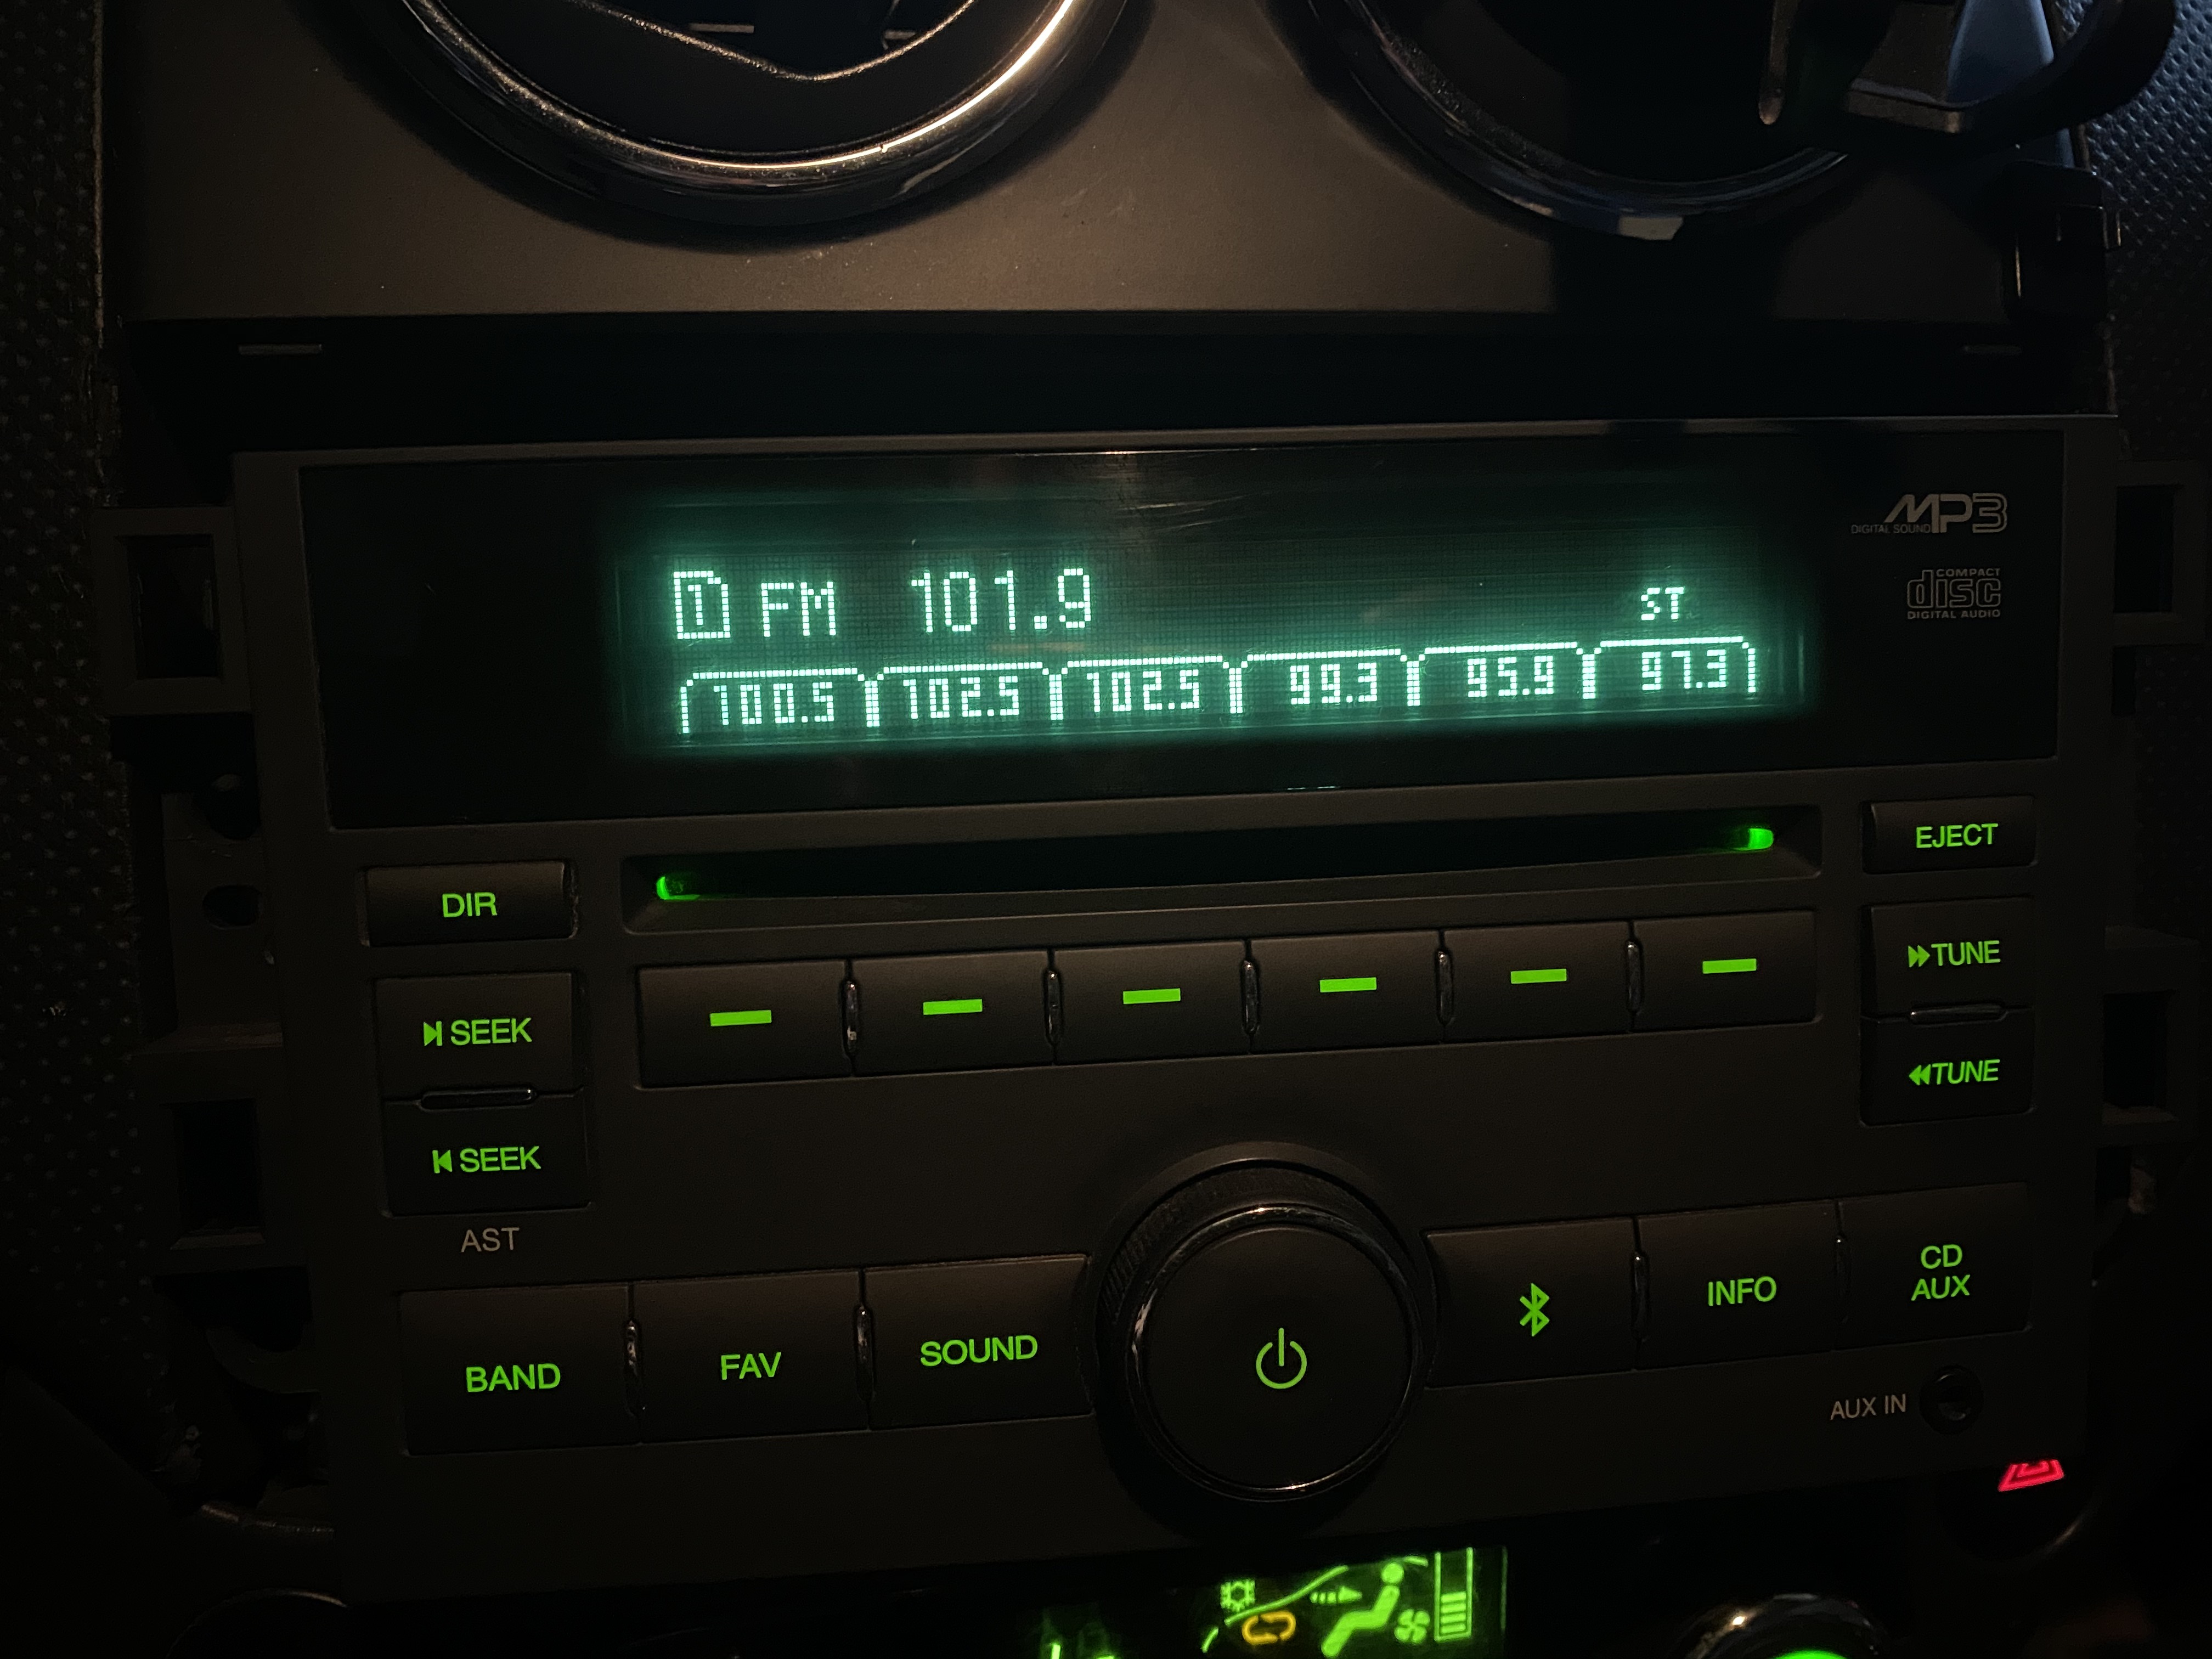 MP3
DIGITAL SOUND
1 FM 101.9 ST
COMPACT
disc
DIGITAL AUDIO
100.5 102.5 102.5 99.3 95.9 97.3
EJECT
DIR
TUNE
SEEK
TUNE
SEEK
AST
BAND FAV SOUND INFO CD
AUX
AUX IN